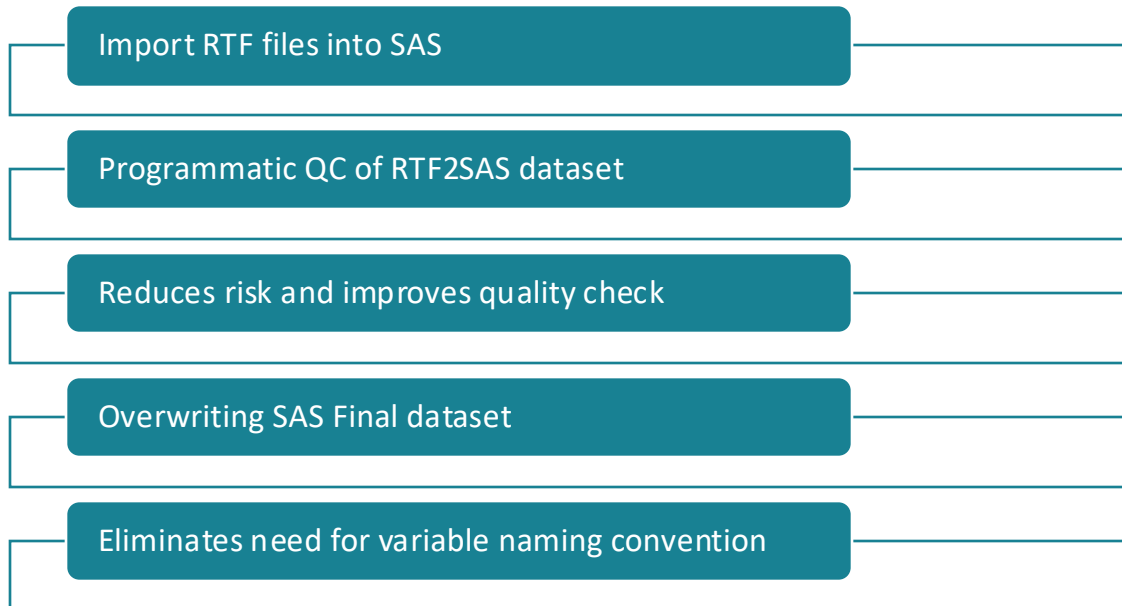 Import RTF files into SAS
Programmatic QC of RTF2SAS dataset
Reduces risk and improves quality check
Overwriting SAS Final dataset
Eliminates need for variable naming convention